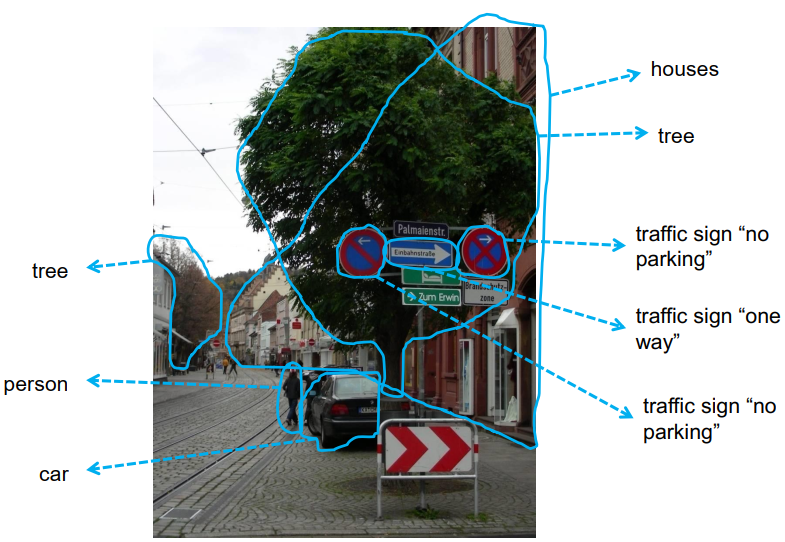 houses
tree
Palmaienstr.
Einbahnstraße
traffic sign “no
parking”
tree
Zum Erwin
Brandschutz-
zone
traffic sign “one
way”
person
traffic sign “no
parking”
car